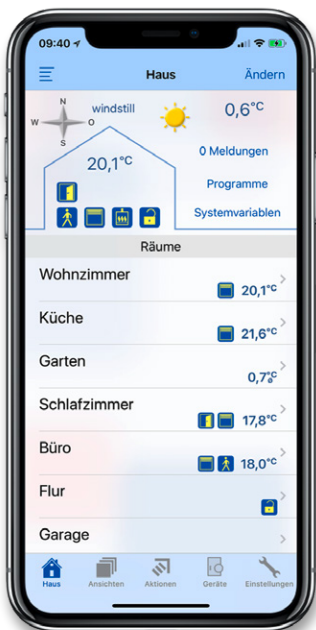 09:40
Haus
Ändern
N
W
O
S
windstill
0,6°C
20,1°C
0 Meldungen
Programme
Systemvariablen
Räume
Wohnzimmer
20,1°C
Küche
21,6°C
Garten
0,7°C
Schlafzimmer
17,8°C
Büro
18,0°C
Flur
Garage
Haus
Ansichten
Aktionen
Geräte
Einstellungen